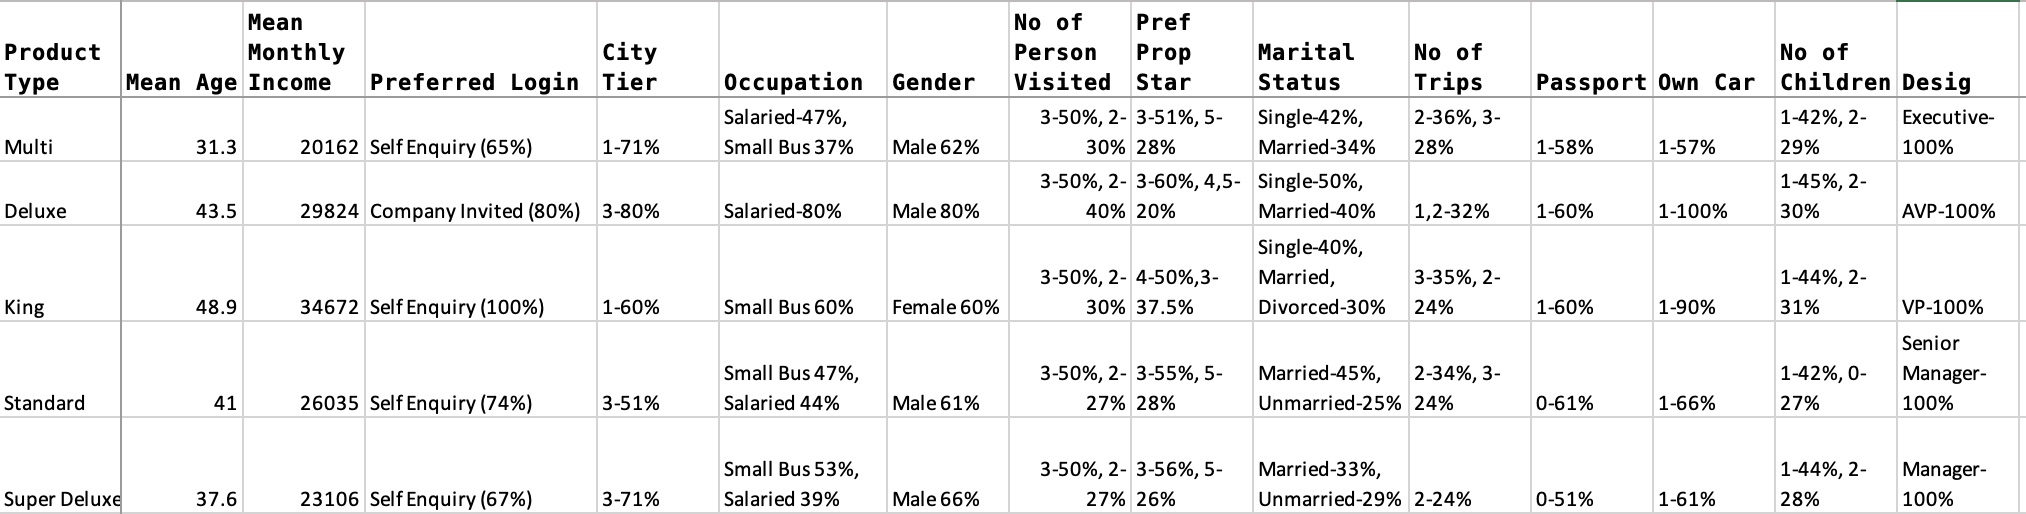 Product Type Mean Age Mean Monthly Income Preferred Login City Tier Occupation Gender No of Person Visited Pref Prop Star Marital Status No of Trips Passport Own Car No of Children Desig
Multi 31.3 20162 Self Enquiry (65%) 1-71% Salaried-47%, Small Bus 37% Male 62% 3-50%, 2-30% 3-51%, 5-28% Single-42%, Married-34% 2-36%, 3-28% 1-58% 1-57% 1-42%, 2-29% Executive-100%
Deluxe 43.5 29824 Company Invited (80%) 3-80% Salaried-80% Male 80% 3-50%, 2-40% 3-60%, 4,5-20% Single-50%, Married-40% 1,2-32% 1-60% 1-100% 1-45%, 2-30% AVP-100%
King 48.9 34672 Self Enquiry (100%) 1-60% Small Bus 60% Female 60% 3-50%, 2-30% 4-50%,3-37.5% Single-40%, Married, Divorced-30% 3-35%, 2-24% 1-60% 1-90% 1-44%, 2-31% VP-100%
Standard 41 26035 Self Enquiry (74%) 3-51% Small Bus 47%, Salaried 44% Male 61% 3-50%, 2-27% 3-55%, 5-28% Married-45%, Unmarried-25% 2-34%, 3-24% 0-61% 1-66% 1-42%, 0-27% Senior Manager-100%
Super Deluxe 37.6 23106 Self Enquiry (67%) 3-71% Small Bus 53%, Salaried 39% Male 66% 3-50%, 2-27% 3-56%, 5-26% Married-33%, Unmarried-29% 2-24% 0-51% 1-61% 1-44%, 2-28% Manager-100%